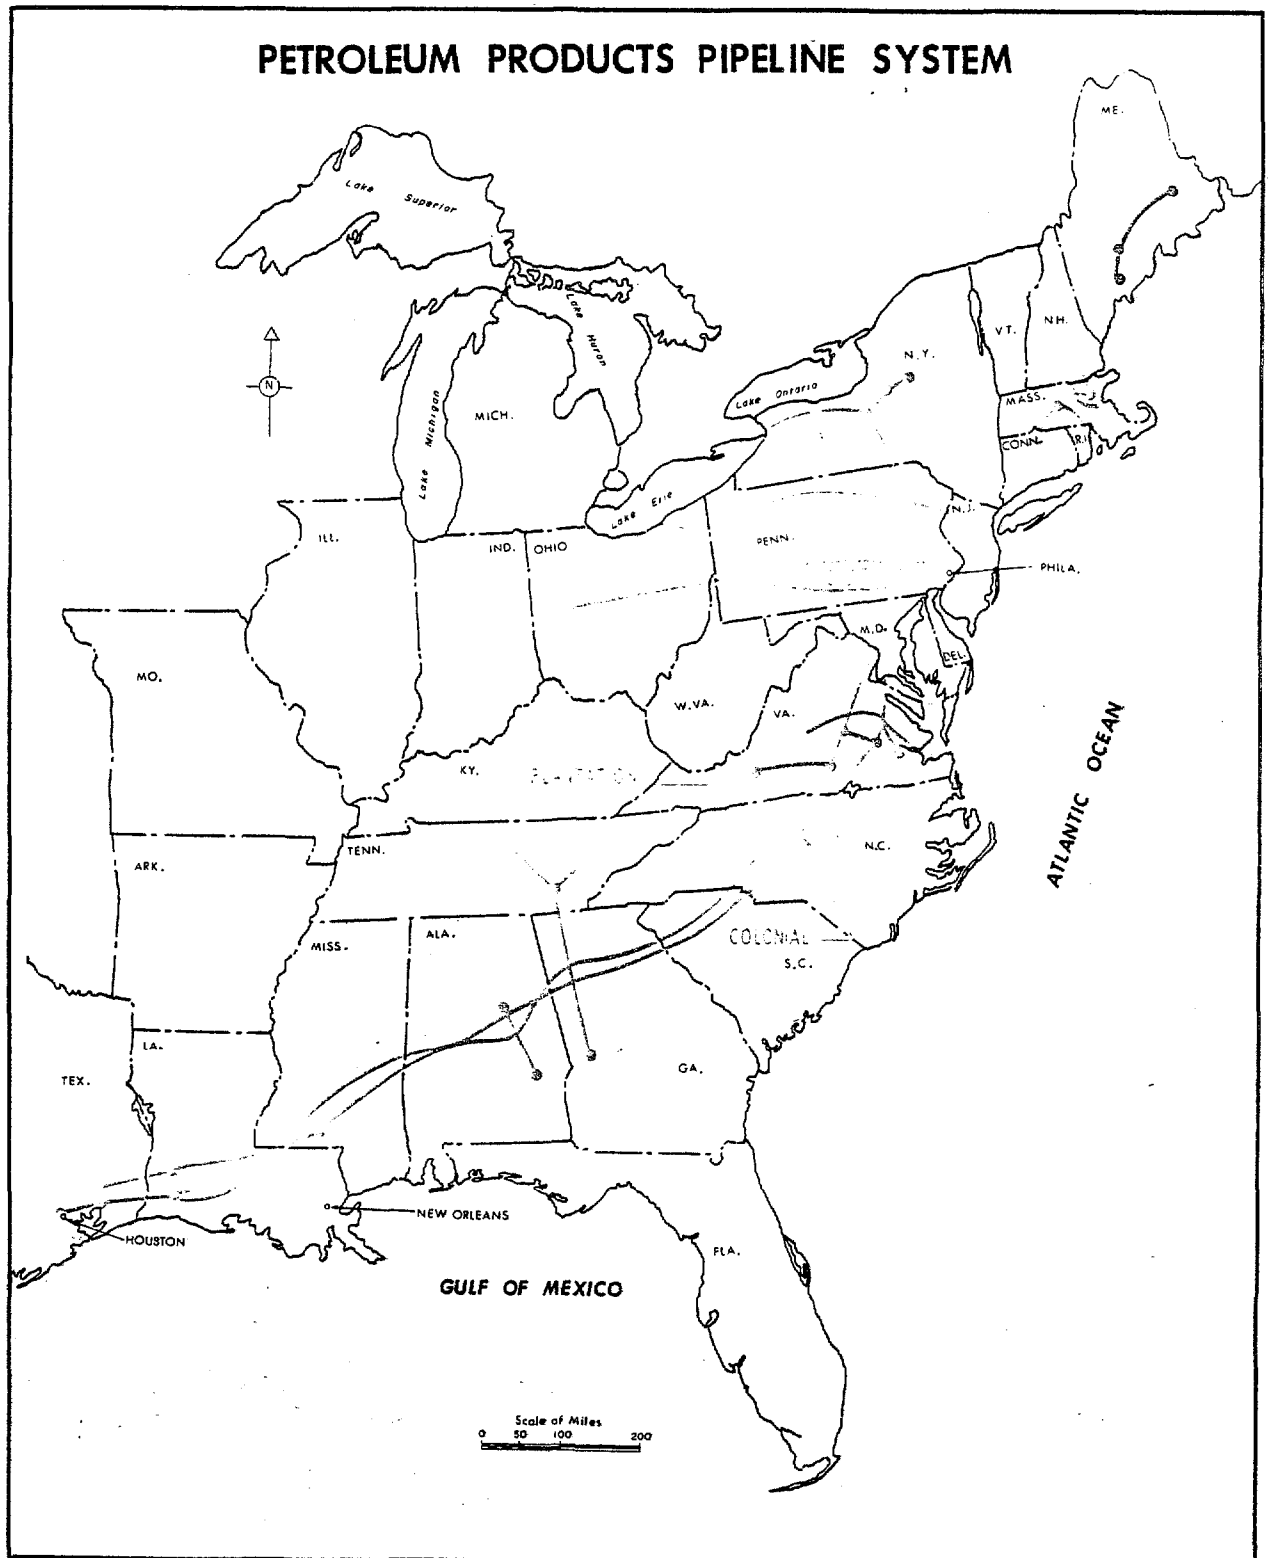 PETROLEUM PRODUCTS PIPELINE SYSTEM
ME.
Lake Superior
Lake Huron
N
VT.
NH.
N.Y.
Lake Ontario
Lake Michigan
MICH.
MASS.
CONN.
R.I.
Lake Erie
N.J.
ILL.
IND.
OHIO
PENN.
PHILA.
M.D.
DEL.
MO.
W.VA.
VA.
ATLANTIC OCEAN
KY.
PLANTATION
TENN.
N.C.
ARK.
MISS.
ALA.
COLONIAL
S.C.
LA.
TEX.
GA.
NEW ORLEANS
HOUSTON
FLA.
GULF OF MEXICO
Scale of Miles
0 50 100 200